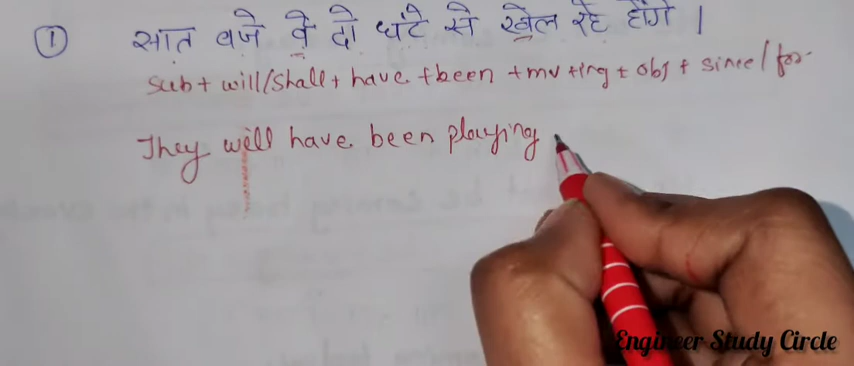 ① सात वजे वे दो घंटे से खेल रहे होंगे ।
Sub + will/Shall + have + been + mv + ing + obj + since/for
They will have been playing
Engineer Study Circle